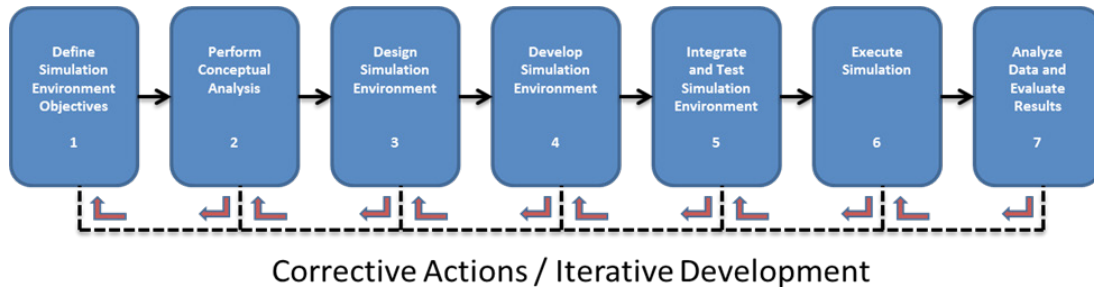 Define
Simulation
Environment
Objectives
1
Perform
Conceptual
Analysis
2
Design
Simulation
Environment
3
Develop
Simulation
Environment
4
Integrate
and Test
Simulation
Environment
5
Execute
Simulation
6
Analyze
Data and
Evaluate
Results
7
Corrective Actions / Iterative Development